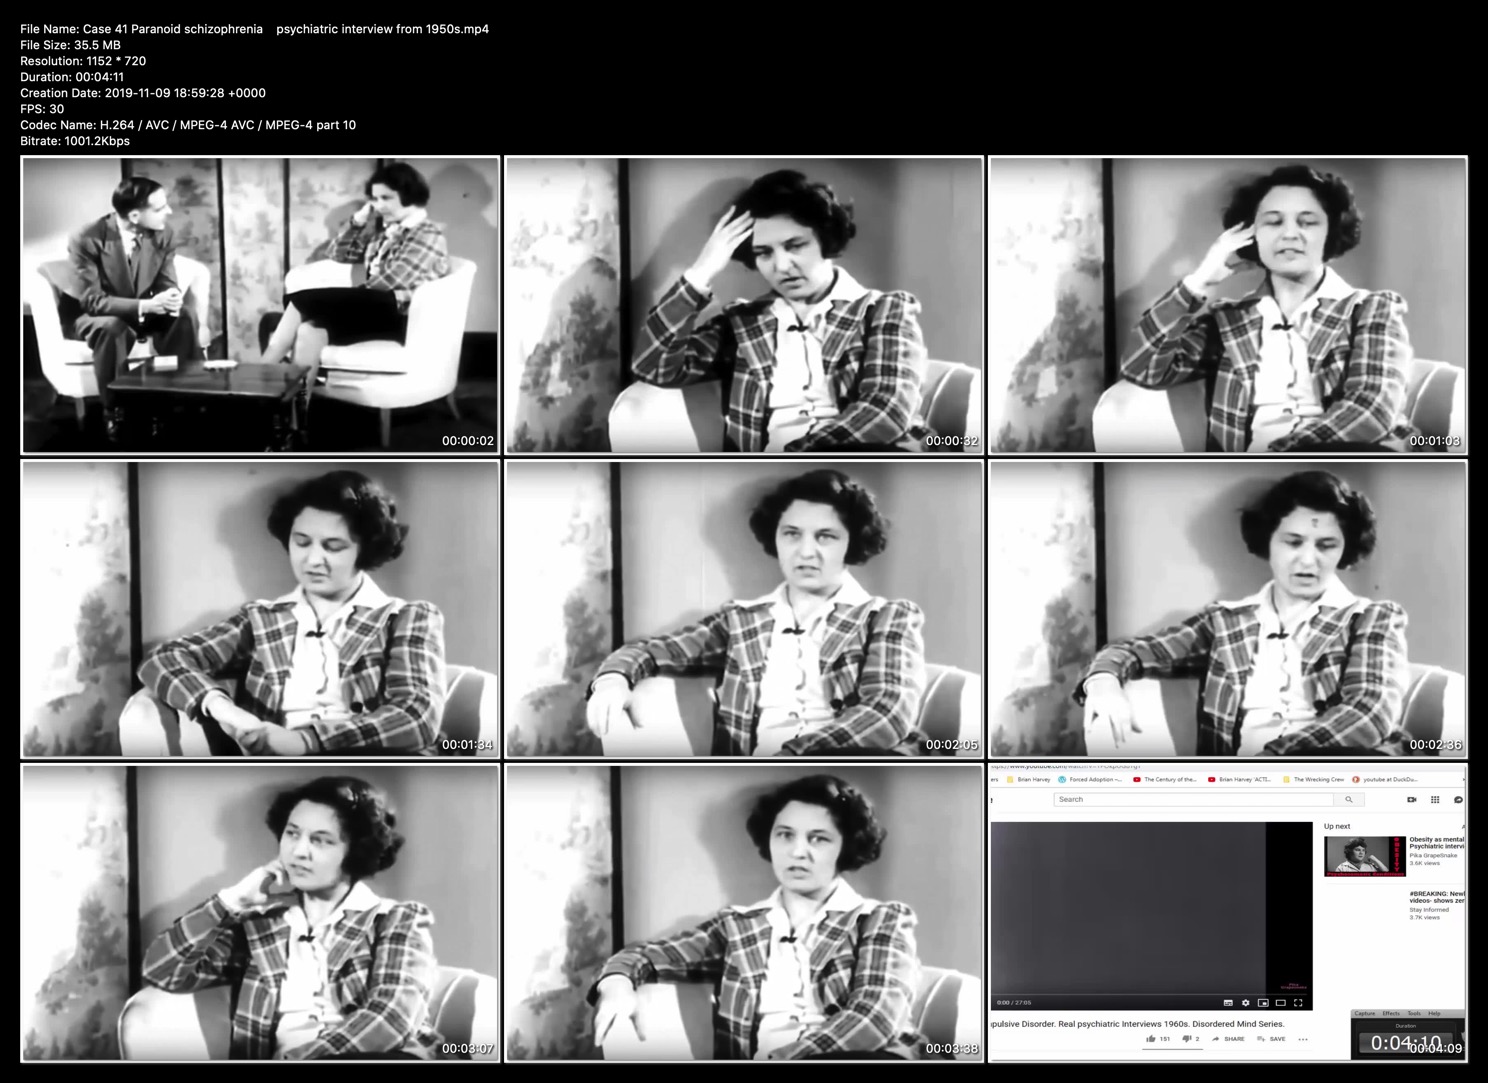 File Name: Case 41 Paranoid schizophrenia    psychiatric interview from 1950s.mp4
File Size: 35.5 MB
Resolution: 1152 * 720
Duration: 00:04:11
Creation Date: 2019-11-09 18:59:28 +0000
FPS: 30
Codec Name: H.264 / AVC / MPEG-4 AVC / MPEG-4 part 10
Bitrate: 1001.2Kbps
00:00:02
00:00:32
00:01:03
00:01:34
00:02:05
00:02:36
00:03:07
00:03:38
ers Brian Harvey Forced Adoption –... The Century of the... Brian Harvey 'ACTI... The Wrecking Crew youtube at DuckDu...
Search
Up next
Obesity as mental
Psychiatric intervi
Pika Grapelsnake
3.6K views
#BREAKING: New
videos- shows zer
Stay Informed
3.7K views
0:00 / 27:05
pulsive Disorder. Real psychiatric Interviews 1960s. Disordered Mind Series.
151 2 SHARE SAVE
Capture Effects Tools Help
Duration
0:04:10
00:04:09